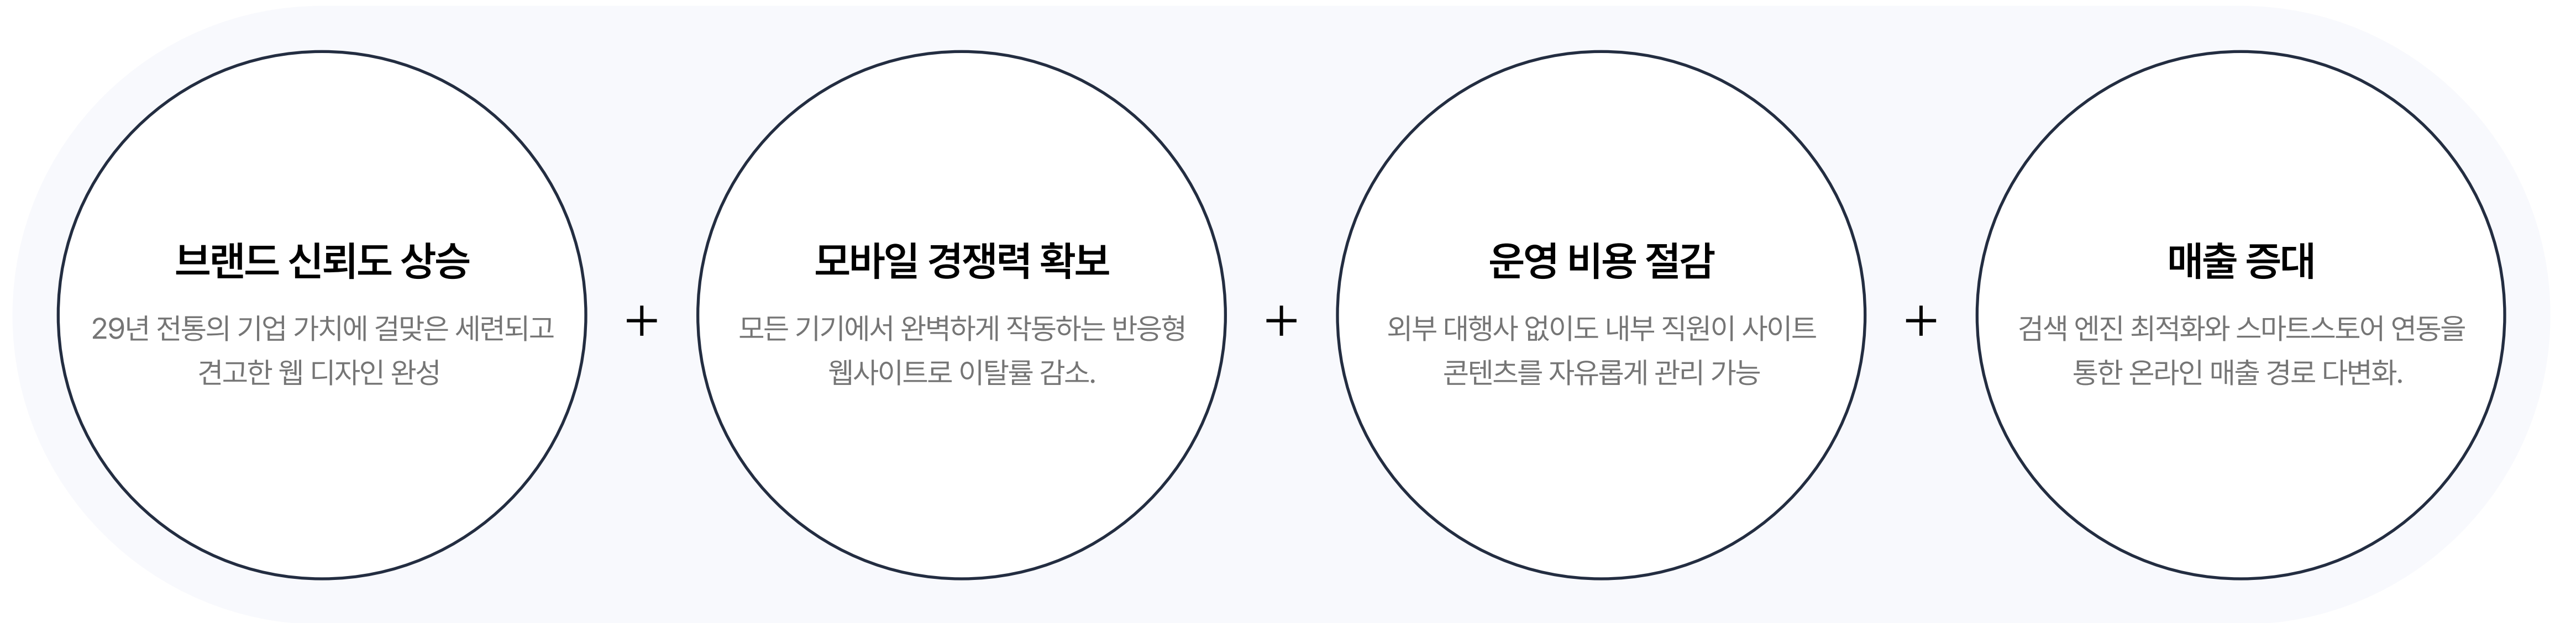 브랜드 신뢰도 상승
29년 전통의 기업 가치에 걸맞은 세련되고
견고한 웹 디자인 완성
+
모바일 경쟁력 확보
모든 기기에서 완벽하게 작동하는 반응형
웹사이트로 이탈률 감소.
+
운영 비용 절감
외부 대행사 없이도 내부 직원이 사이트
콘텐츠를 자유롭게 관리 가능
+
매출 증대
검색 엔진 최적화와 스마트스토어 연동을
통한 온라인 매출 경로 다변화.